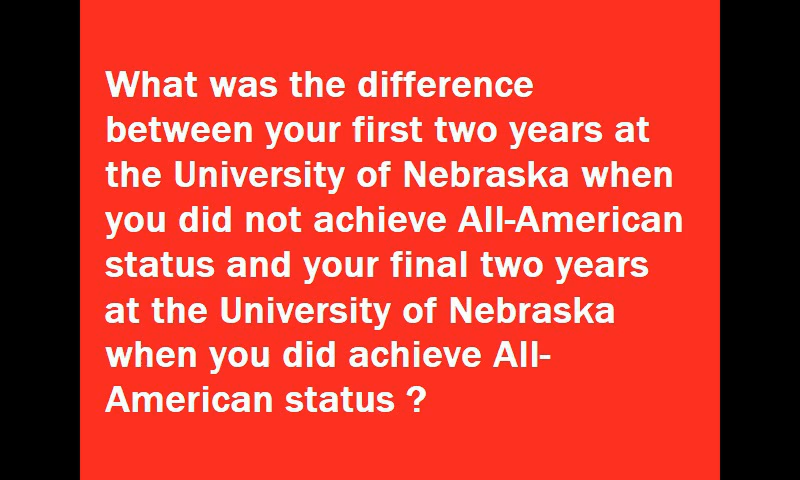 What was the difference
between your first two years at
the University of Nebraska when
you did not achieve All-American
status and your final two years
at the University of Nebraska
when you did achieve All-
American status ?